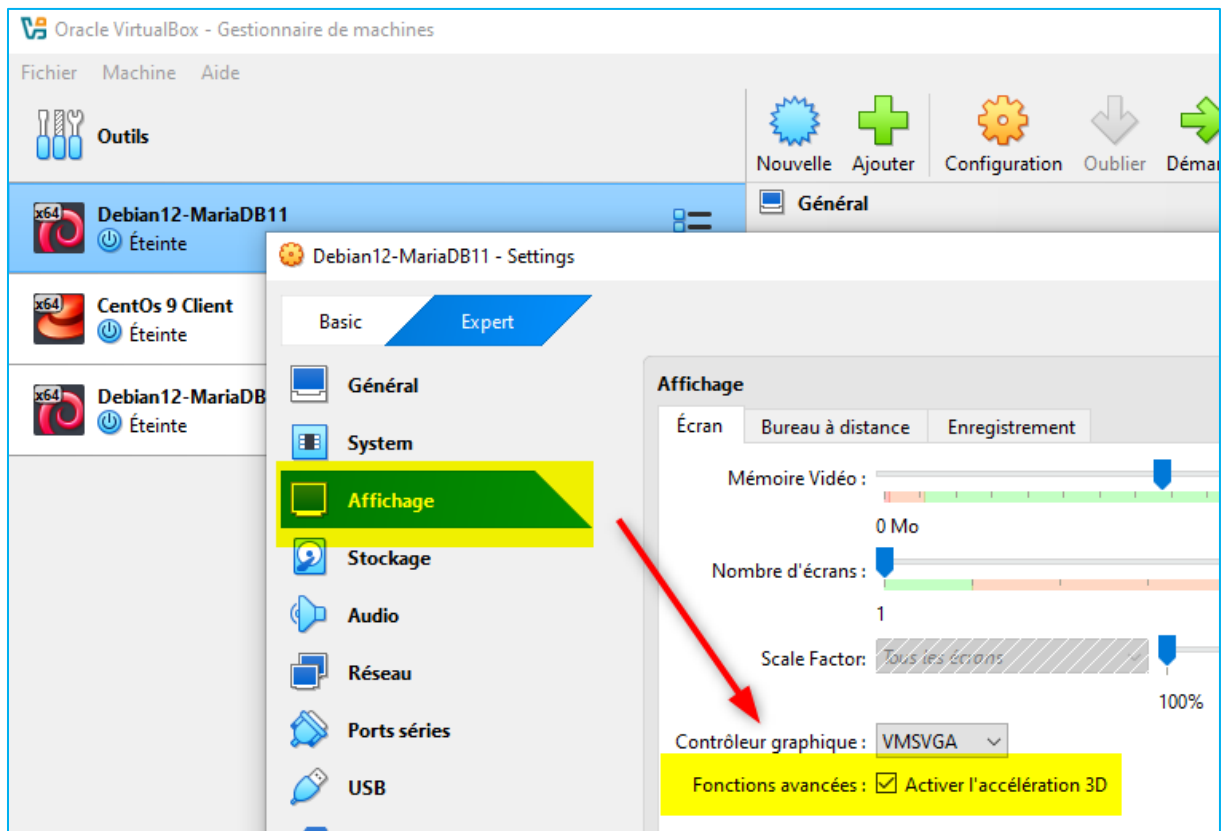 Oracle VirtualBox - Gestionnaire de machines
Fichier Machine Aide
Outils
Nouvelle Ajouter Configuration Oublier
x64 Debian12-MariaDB11
Éteinte
Général
Debian12-MariaDB11 - Settings
x64 CentOs 9 Client
Éteinte
Basic Expert
x64 Debian12-MariaDB
Éteinte
Général
System
Affichage
Stockage
Audio
Réseau
Ports séries
USB
Affichage
Écran Bureau à distance Enregistrement
Mémoire Vidéo :
0 Mo
Nombre d'écrans :
1
Scale Factor: Tous les écrans
100%
Contrôleur graphique : VMSVGA
Fonctions avancées : Activer l'accélération 3D